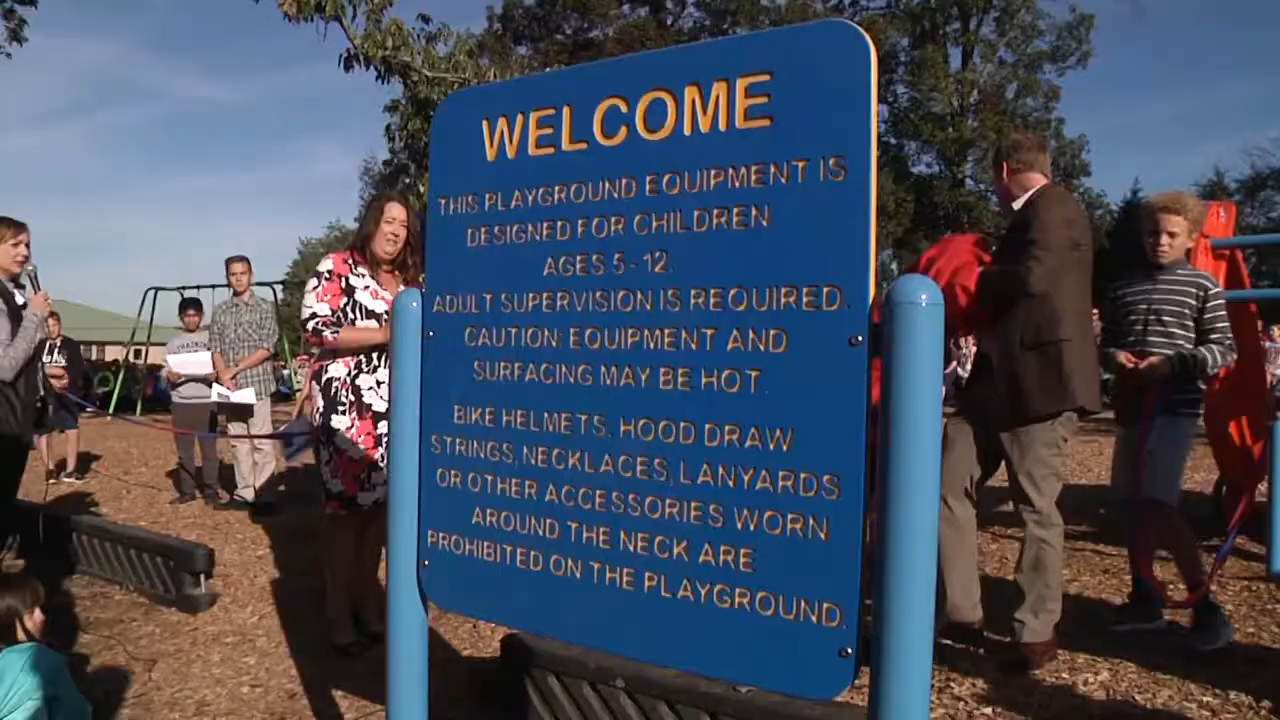 WELCOME
THIS PLAYGROUND EQUIPMENT IS
DESIGNED FOR CHILDREN
AGES 5-12.
ADULT SUPERVISION IS REQUIRED.
CAUTION: EQUIPMENT AND
SURFACING MAY BE HOT.
BIKE HELMETS, HOOD DRAW
STRINGS, NECKLACES, LANYARDS
OR OTHER ACCESSORIES WORN
AROUND THE NECK ARE
PROHIBITED ON THE PLAYGROUND.